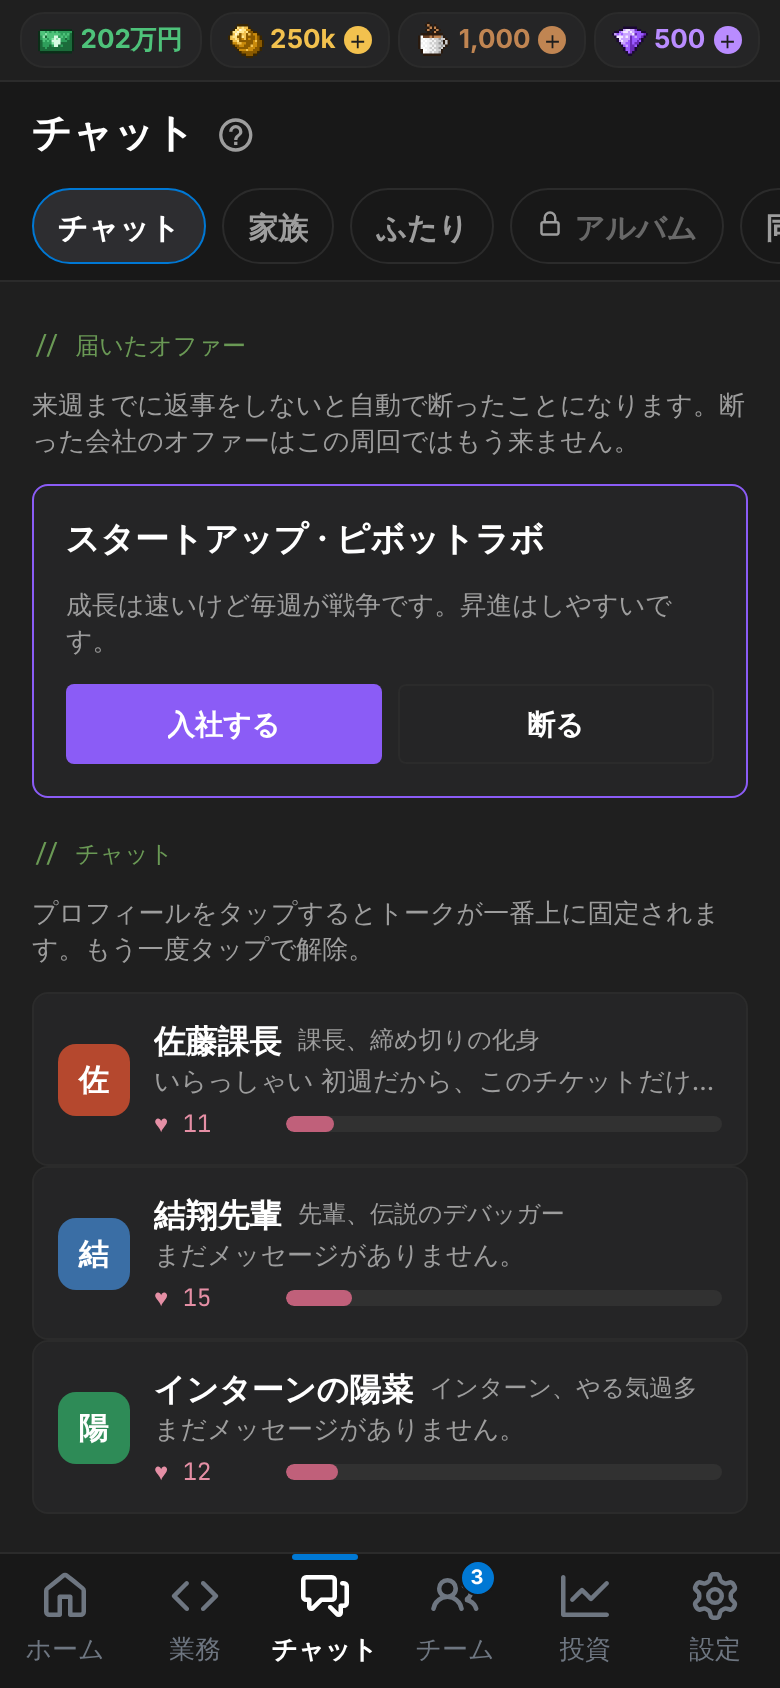 202万円 250k 1,000 500
チャット
チャット 家族 ふたり アルバム
// 届いたオファー
来週までに返事をしないと自動で断ったことになります。断
った会社のオファーはこの周回ではもう来ません。
スタートアップ · ピボットラボ
成長は速いけど毎週が戦争です。昇進はしやすいで
す。
入社する 断る
// チャット
プロフィールをタップするとトークが一番上に固定されま
す。もう一度タップで解除。
佐 佐藤課長 課長、締め切りの化身
いらっしゃい 初週だから、このチケットだけ...
♥ 11
結 結翔先輩 先輩、伝説のデバッガー
まだメッセージがありません。
♥ 15
陽 インターンの陽菜 インターン、やる気過多
まだメッセージがありません。
♥ 12
3
ホーム 業務 チャット チーム 投資 設定